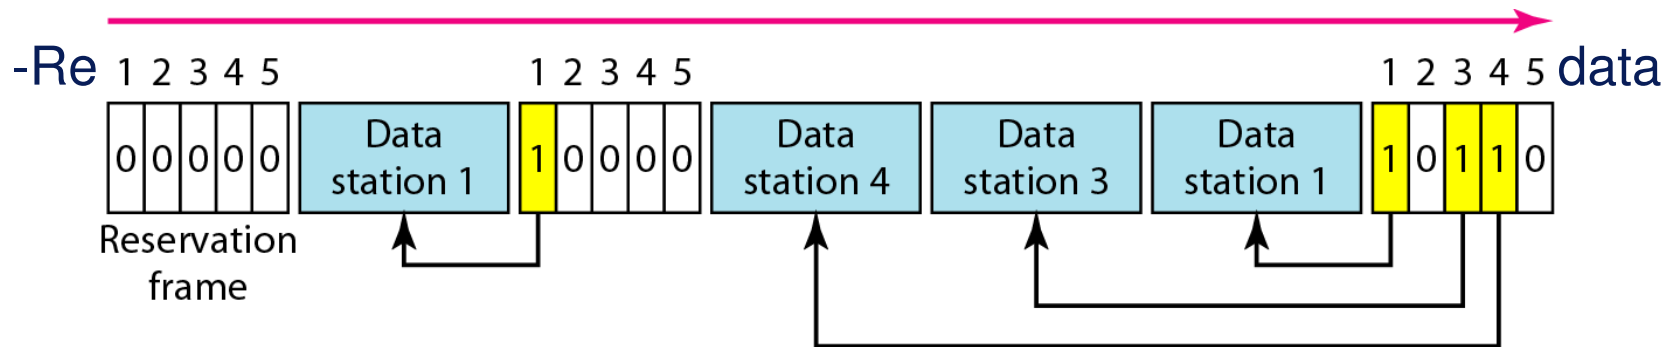 -Re 1 2 3 4 5 1 2 3 4 5 1 2 3 4 5 data
0 0 0 0 0 Data station 1 1 0 0 0 0 Data station 4 Data station 3 Data station 1 1 0 1 1 0
Reservation
frame